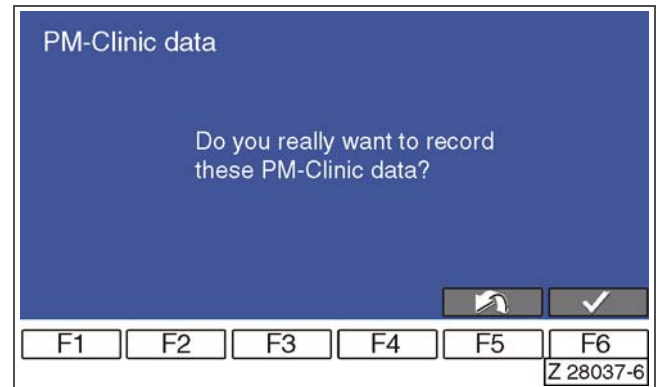 PM-Clinic data
Do you really want to record
these PM-Clinic data?
F1 F2 F3 F4 F5 F6
Z 28037-6